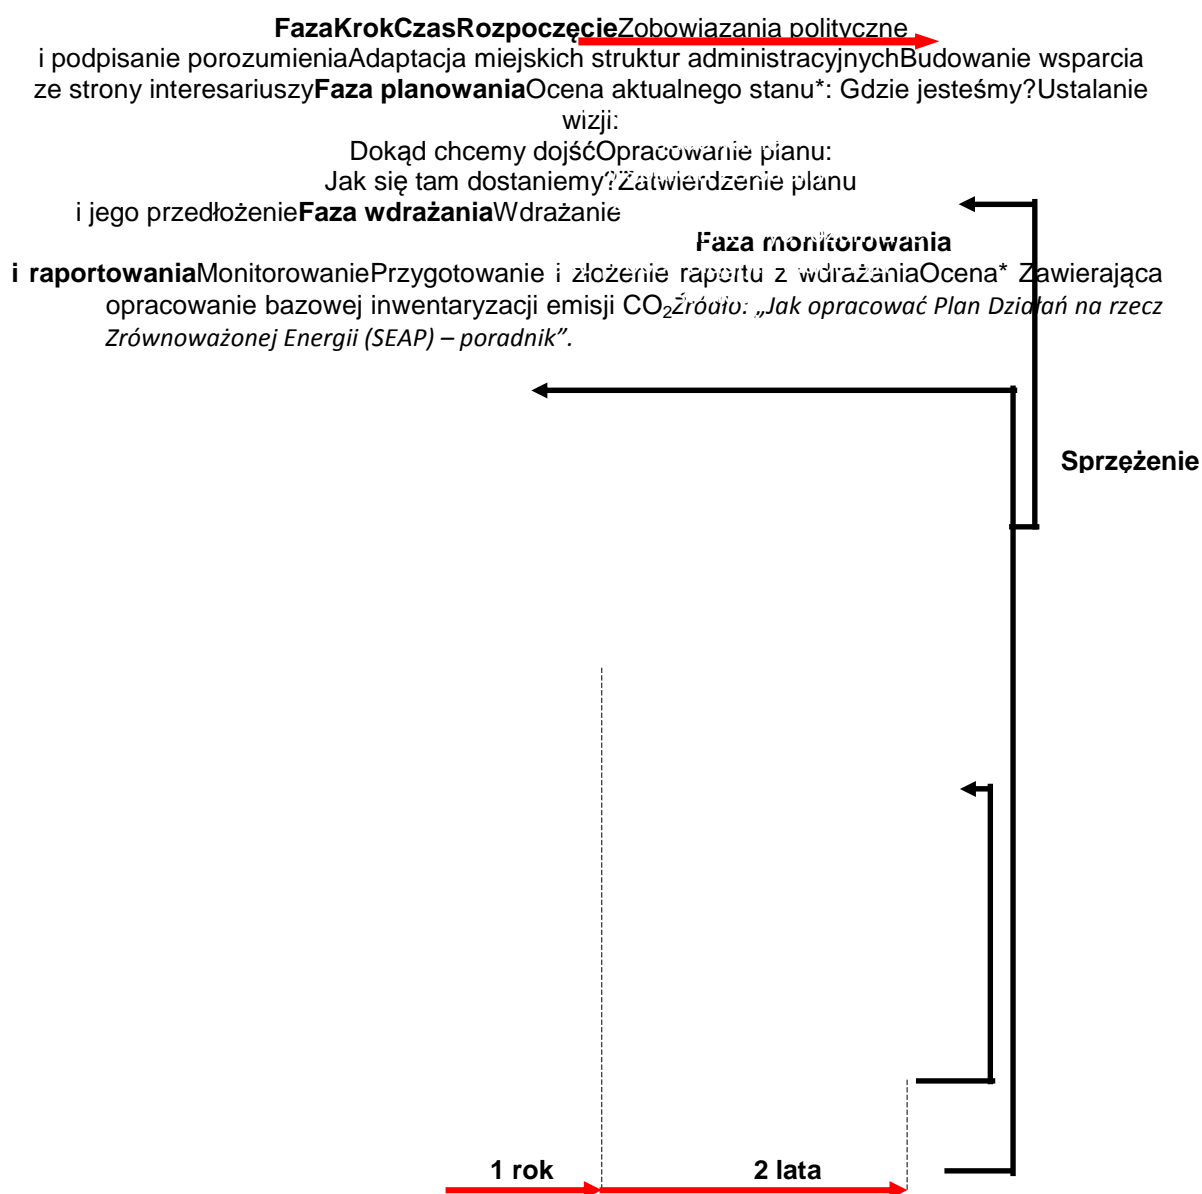 FazaKrokCzasRozpoczęcieZobowiązania polityczne
i podpisanie porozumieniaAdaptacja miejskich struktur administracyjnychBudowanie wsparcia
ze strony interesariuszyFaza planowaniaOcena aktualnego stanu*: Gdzie jesteśmy?Ustalanie
wizji:
Dokąd chcemy dojśćOpracowanie planu:
Jak się tam dostaniemy?Zatwierdzenie planu
i jego przedłożenieFaza wdrażaniaWdrażanie
Faza monitorowania
i raportowaniaMonitorowaniePrzygotowanie i złożenie raportu z wdrażaniaOcena* Zawierająca
opracowanie bazowej inwentaryzacji emisji CO₂Źródło: „Jak opracować Plan Działań na rzecz
Zrównoważonej Energii (SEAP) – poradnik”.
Sprzężenie
1 rok
2 lata